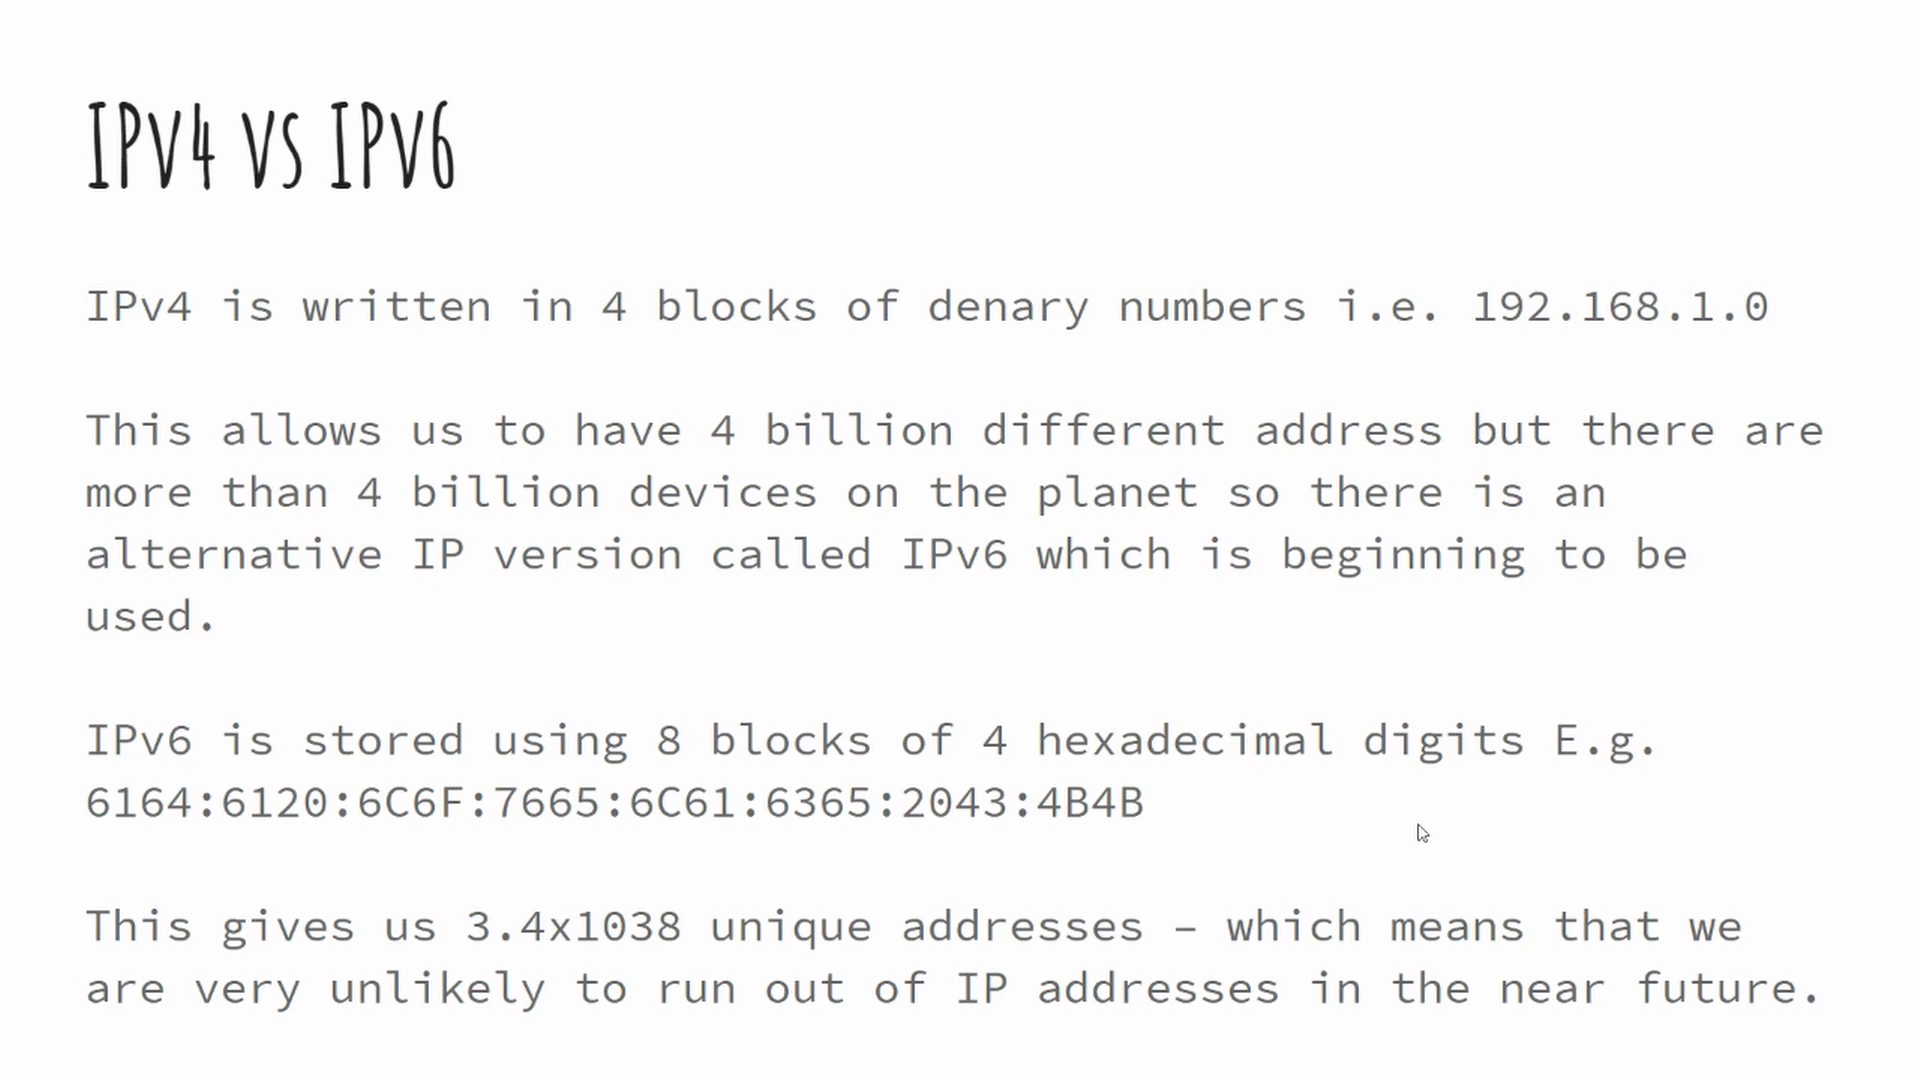 IPV4 VS IPV6
IPv4 is written in 4 blocks of denary numbers i.e. 192.168.1.0
This allows us to have 4 billion different address but there are
more than 4 billion devices on the planet so there is an
alternative IP version called IPv6 which is beginning to be
used.
IPv6 is stored using 8 blocks of 4 hexadecimal digits E.g.
6164:6120:6C6F:7665:6C61:6365:2043:4B4B
This gives us 3.4x1038 unique addresses – which means that we
are very unlikely to run out of IP addresses in the near future.